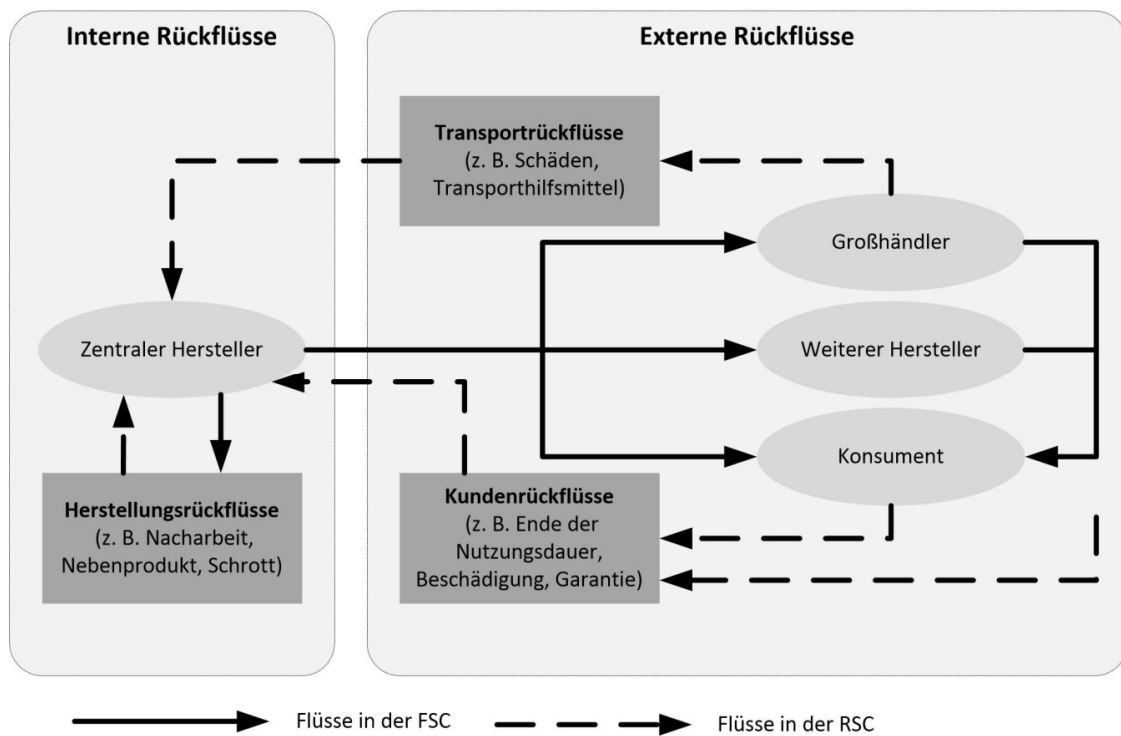 Interne Rückflüsse
Externe Rückflüsse
Transportrückflüsse
(z. B. Schäden,
Transporthilfsmittel)
Großhändler
Zentraler Hersteller
Weiterer Hersteller
Konsument
Herstellungsrückflüsse
(z. B. Nacharbeit,
Nebenprodukt, Schrott)
Kundenrückflüsse
(z. B. Ende der
Nutzungsdauer,
Beschädigung, Garantie)
Flüsse in der FSC
Flüsse in der RSC